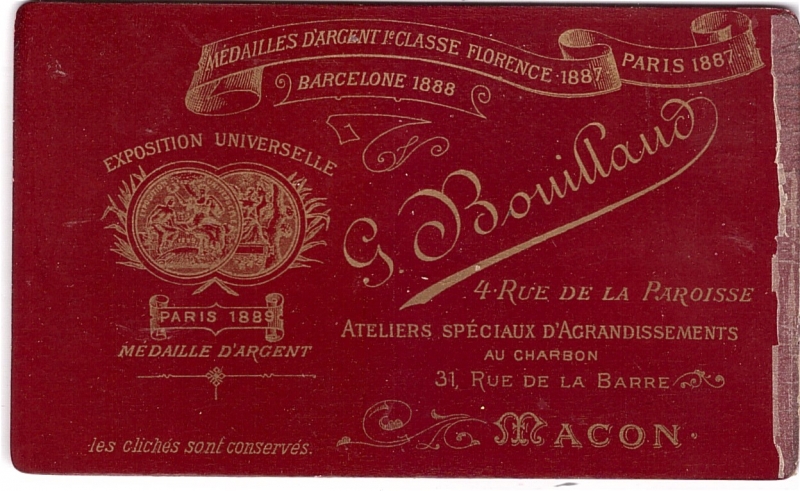 MÉDAILLES D'ARGENT 1e CLASSE FLORENCE · 1887 PARIS 1887
BARCELONE 1888
EXPOSITION UNIVERSELLE
PARIS 1889
MÉDAILLE D'ARGENT
G Bouillaud
4·RUE DE LA PAROISSE
ATELIERS SPÉCIAUX D'AGRANDISSEMENTS
AU CHARBON
31, RUE DE LA BARRE
MACON·
les clichés sont conservés.